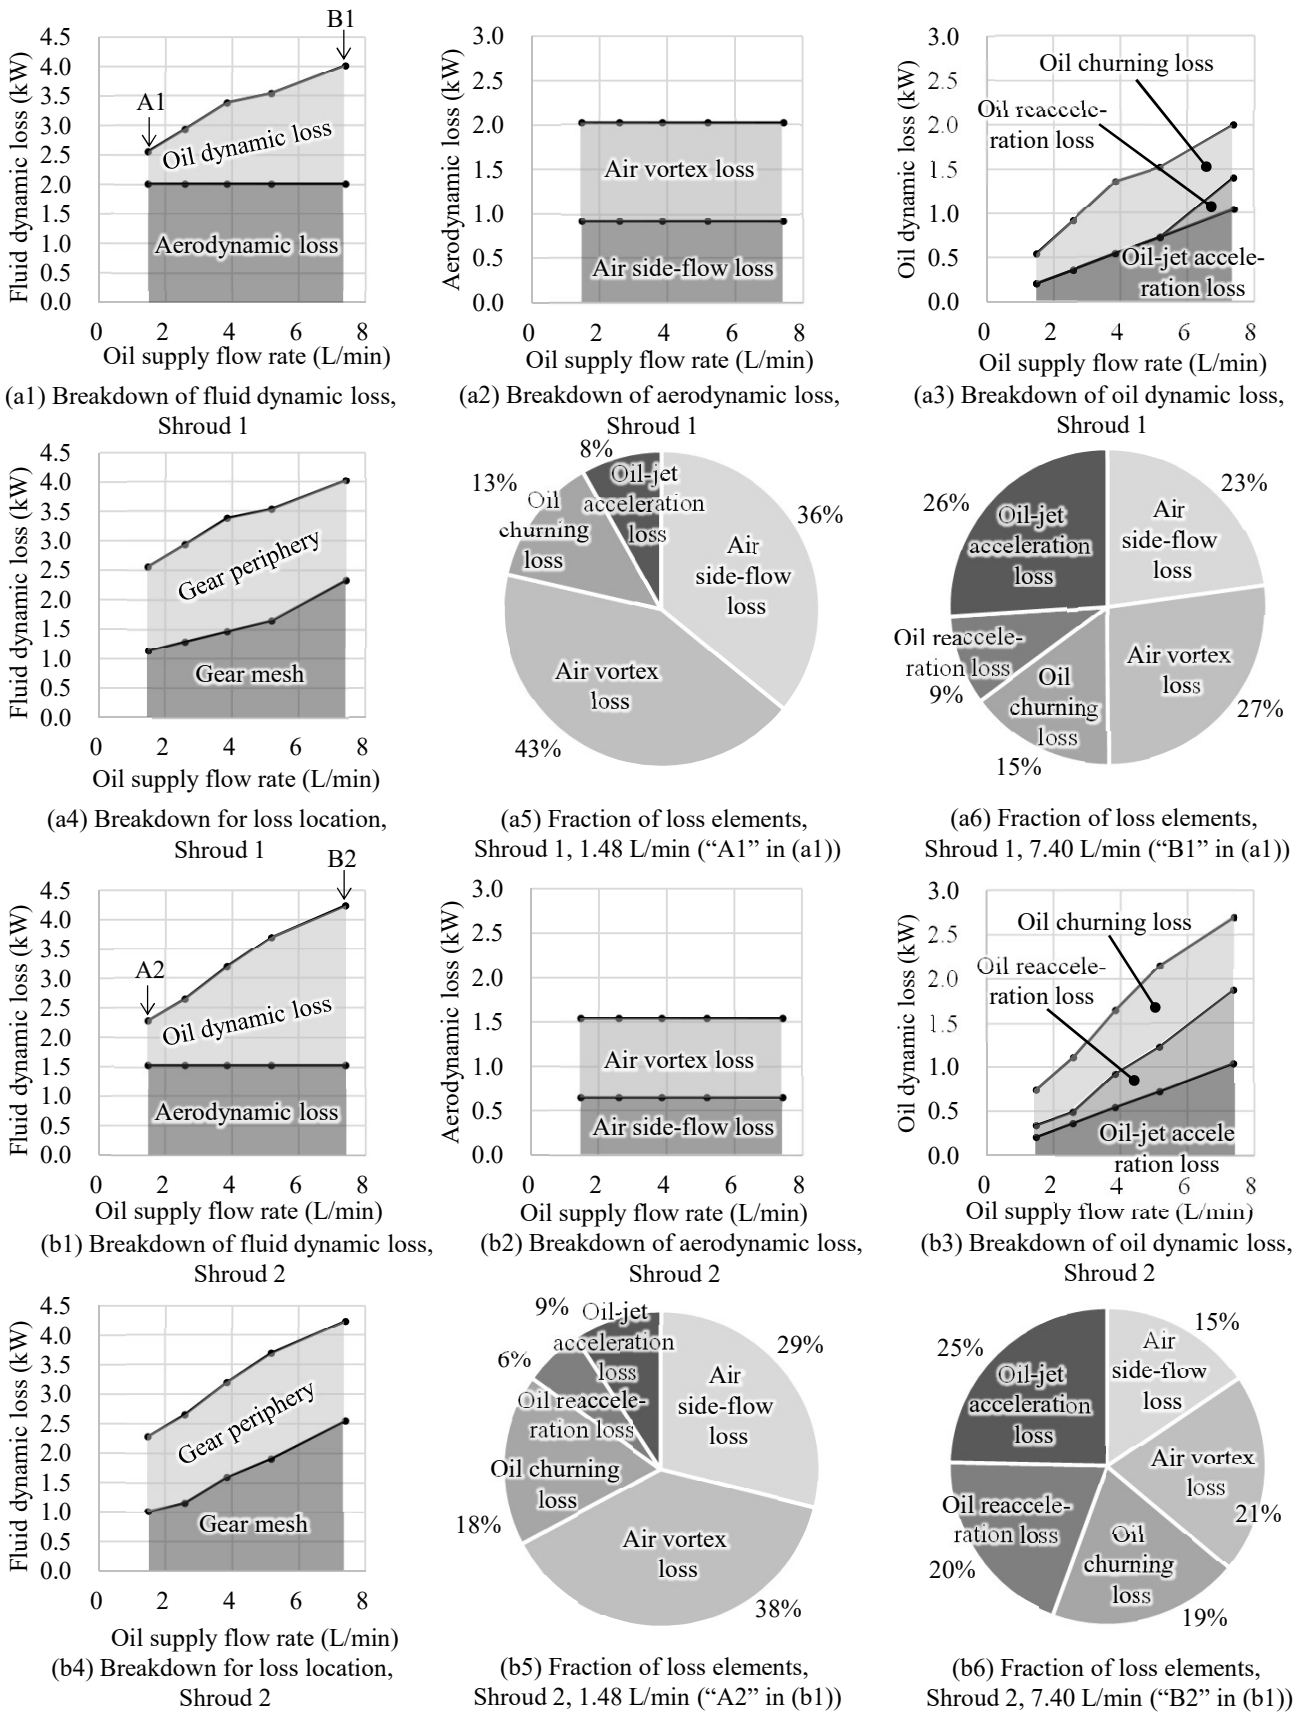 A1
B1
4.5
4.0
3.5
3.0
2.5
2.0
1.5
1.0
0.5
0.0
Fluid dynamic loss (kW)
Oil dynamic loss
Aerodynamic loss
0 2 4 6 8
Oil supply flow rate (L/min)
(a1) Breakdown of fluid dynamic loss,
Shroud 1
3.0
2.5
2.0
1.5
1.0
0.5
0.0
Aerodynamic loss (kW)
Air vortex loss
Air side-flow loss
0 2 4 6 8
Oil supply flow rate (L/min)
(a2) Breakdown of aerodynamic loss,
Shroud 1
3.0
2.5
2.0
1.5
1.0
0.5
0.0
Oil dynamic loss (kW)
Oil churning loss
Oil reaccele-
ration loss
Oil-jet accele-
ration loss
0 2 4 6 8
Oil supply flow rate (L/min)
(a3) Breakdown of oil dynamic loss,
Shroud 1
4.5
4.0
3.5
3.0
2.5
2.0
1.5
1.0
0.5
0.0
Fluid dynamic loss (kW)
Gear periphery
Gear mesh
0 2 4 6 8
Oil supply flow rate (L/min)
(a4) Breakdown for loss location,
Shroud 1
8%
13%
36%
43%
Oil-jet
acceleration
loss
Oil
churning
loss
Air
side-flow
loss
Air vortex
loss
(a5) Fraction of loss elements,
Shroud 1, 1.48 L/min (“A1” in (a1))
26%
23%
9%
15%
27%
Oil-jet
acceleration
loss
Air
side-flow
loss
Oil reaccele-
ration loss
Oil
churning
loss
Air vortex
loss
(a6) Fraction of loss elements,
Shroud 1, 7.40 L/min (“B1” in (a1))
A2
B2
4.5
4.0
3.5
3.0
2.5
2.0
1.5
1.0
0.5
0.0
Fluid dynamic loss (kW)
Oil dynamic loss
Aerodynamic loss
0 2 4 6 8
Oil supply flow rate (L/min)
(b1) Breakdown of fluid dynamic loss,
Shroud 2
3.0
2.5
2.0
1.5
1.0
0.5
0.0
Aerodynamic loss (kW)
Air vortex loss
Air side-flow loss
0 2 4 6 8
Oil supply flow rate (L/min)
(b2) Breakdown of aerodynamic loss,
Shroud 2
3.0
2.5
2.0
1.5
1.0
0.5
0.0
Oil dynamic loss (kW)
Oil churning loss
Oil reaccele-
ration loss
Oil-jet accele
ration loss
0 2 4 6 8
Oil supply flow rate (L/min)
(b3) Breakdown of oil dynamic loss,
Shroud 2
4.5
4.0
3.5
3.0
2.5
2.0
1.5
1.0
0.5
0.0
Fluid dynamic loss (kW)
Gear periphery
Gear mesh
0 2 4 6 8
Oil supply flow rate (L/min)
(b4) Breakdown for loss location,
Shroud 2
9%
6%
18%
29%
38%
Oil-jet
acceleration
loss
Oil reaccele-
ration loss
Oil churning
loss
Air
side-flow
loss
Air vortex
loss
(b5) Fraction of loss elements,
Shroud 2, 1.48 L/min (“A2” in (b1))
25%
15%
20%
19%
21%
Oil-jet
acceleration
loss
Air
side-flow
loss
Air vortex
loss
Oil reaccele-
ration loss
Oil
churning
loss
(b6) Fraction of loss elements,
Shroud 2, 7.40 L/min (“B2” in (b1))